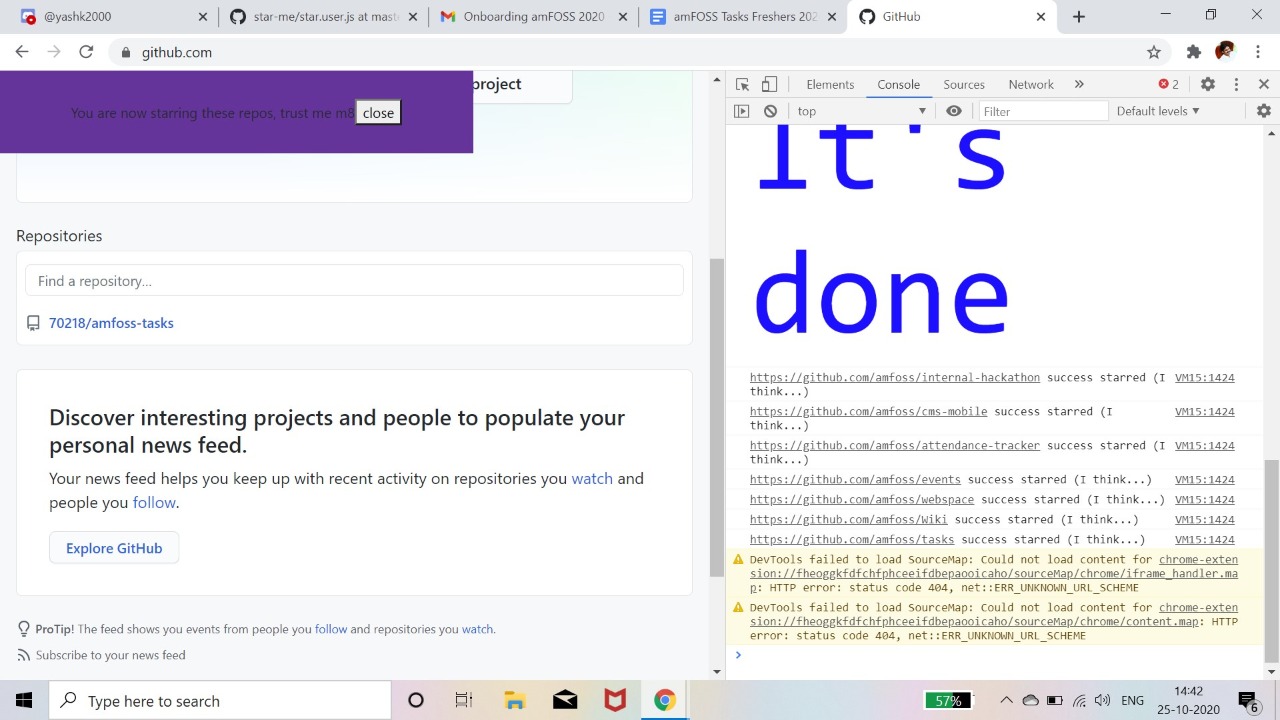 @yashk2000
star-me/star.user.js at mast
Onboarding amFOSS 2020
amFOSS Tasks Freshers 202
GitHub
github.com
project
You are now starring these repos, trust me m8
close
Repositories
Find a repository...
70218/amfoss-tasks
Discover interesting projects and people to populate your
personal news feed.
Your news feed helps you keep up with recent activity on repositories you watch and
people you follow.
Explore GitHub
ProTip! The feed shows you events from people you follow and repositories you watch.
Subscribe to your news feed
Elements Console Sources Network 2
top Filter Default levels
It's
done
https://github.com/amfoss/internal-hackathon success starred (I VM15:1424
think...)
https://github.com/amfoss/cms-mobile success starred (I VM15:1424
think...)
https://github.com/amfoss/attendance-tracker success starred (I VM15:1424
think...)
https://github.com/amfoss/events success starred (I think...) VM15:1424
https://github.com/amfoss/webspace success starred (I think...) VM15:1424
https://github.com/amfoss/Wiki success starred (I think...) VM15:1424
https://github.com/amfoss/tasks success starred (I think...) VM15:1424
DevTools failed to load SourceMap: Could not load content for chrome-exten
sion://fheoggkfdfchfphceeifdbepaooicaho/sourceMap/chrome/iframe_handler.ma
p: HTTP error: status code 404, net::ERR_UNKNOWN_URL_SCHEME
DevTools failed to load SourceMap: Could not load content for chrome-exten
sion://fheoggkfdfchfphceeifdbepaooicaho/sourceMap/chrome/content.map: HTTP
error: status code 404, net::ERR_UNKNOWN_URL_SCHEME
Type here to search
57%
ENG
14:42
25-10-2020
6